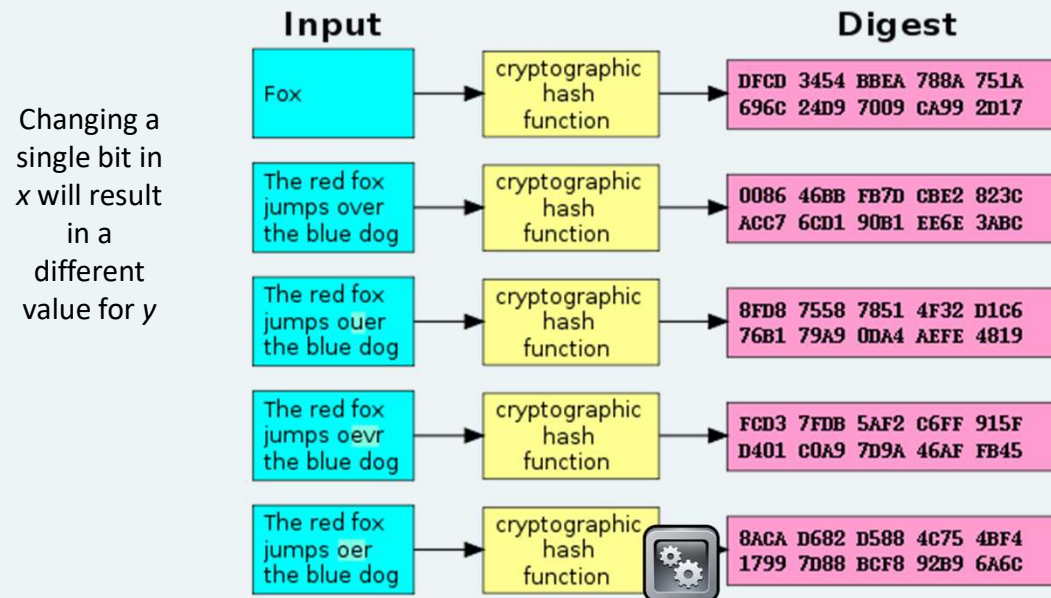 Input
Digest
Changing a
single bit in
x will result
in a
different
value for y
Fox
cryptographic
hash
function
DFCD 3454 BBEA 788A 751A
696C 24D9 7009 CA99 2D17
The red fox
jumps over
the blue dog
cryptographic
hash
function
0086 46BB FB7D CBE2 823C
ACC7 6CD1 90B1 EE6E 3ABC
The red fox
jumps ouer
the blue dog
cryptographic
hash
function
8FD8 7558 7851 4F32 D1C6
76B1 79A9 0DA4 AEFE 4819
The red fox
jumps oevr
the blue dog
cryptographic
hash
function
FCD3 7FDB 5AF2 C6FF 915F
D401 C0A9 7D9A 46AF FB45
The red fox
jumps oer
the blue dog
cryptographic
hash
function
8ACA D682 D588 4C75 4BF4
1799 7D88 BCF8 92B9 6A6C